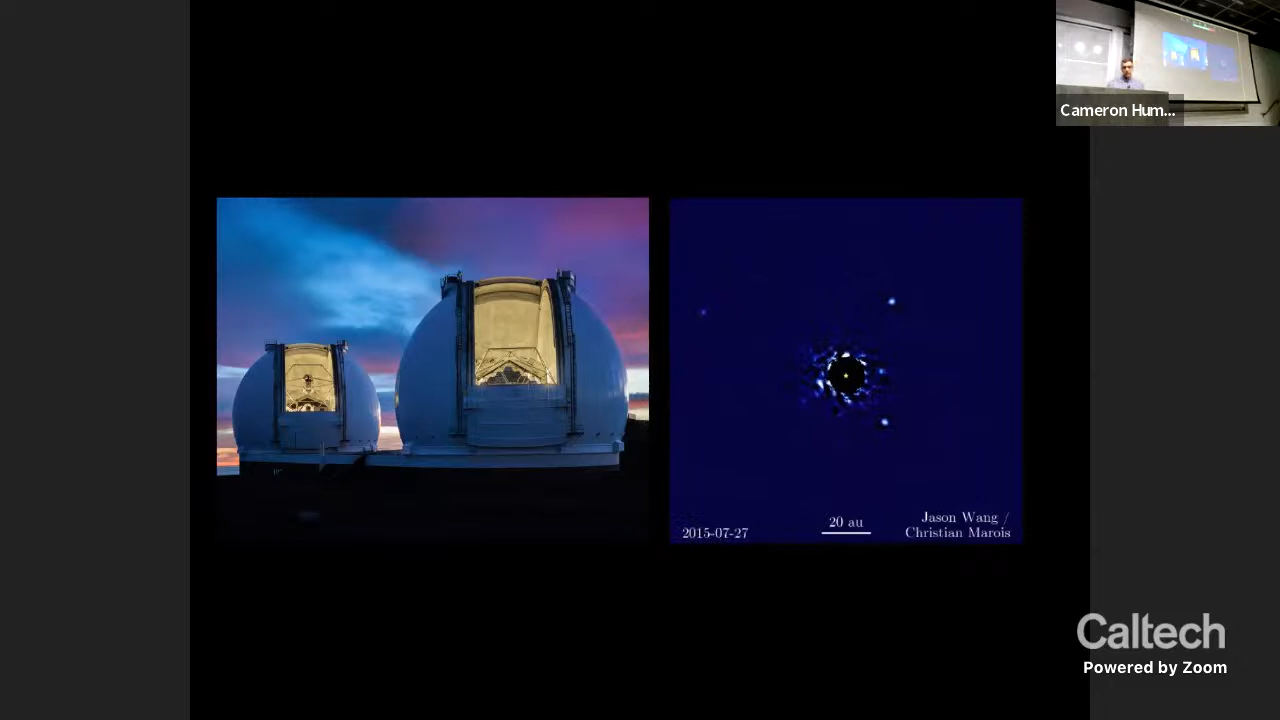 Cameron Hum...
2015-07-27
20 au
Jason Wang /
Christian Marois
Caltech
Powered by Zoom